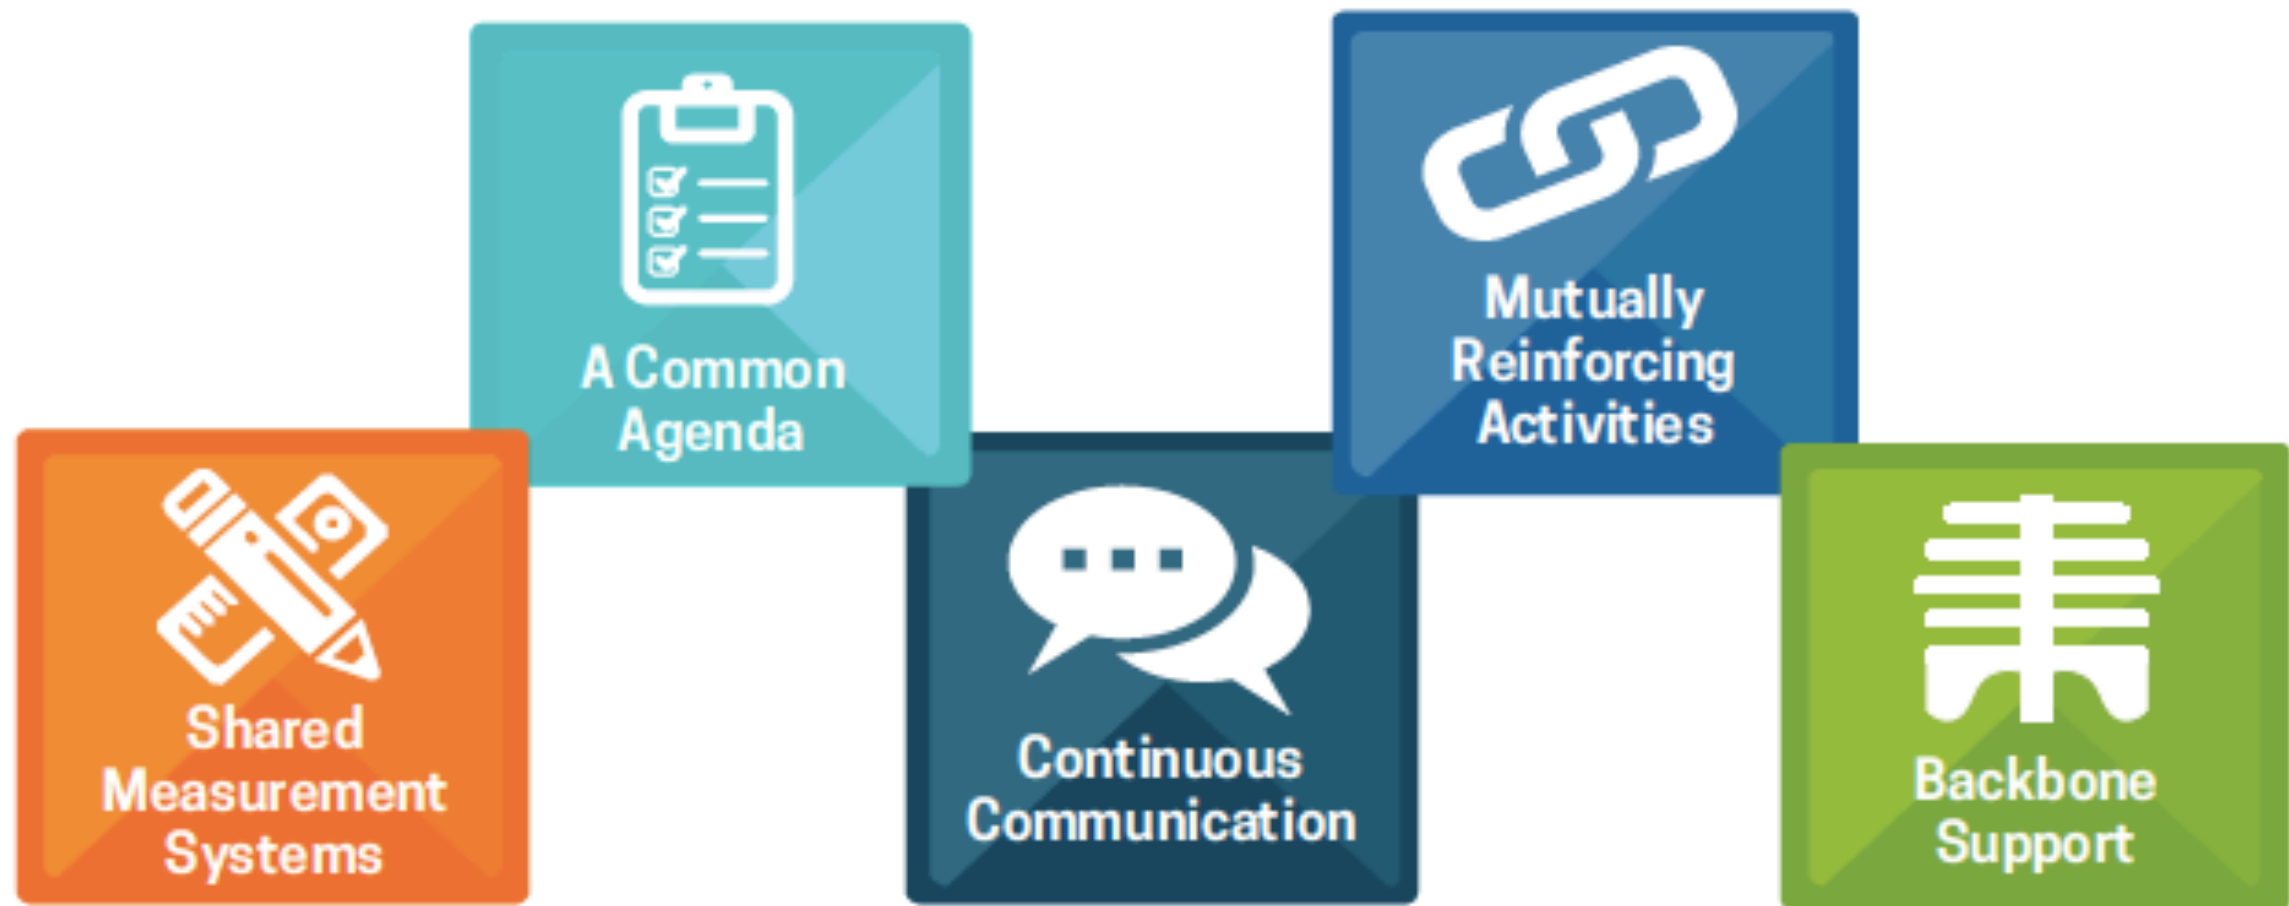 Shared
Measurement
Systems
A Common
Agenda
Continuous
Communication
Mutually
Reinforcing
Activities
Backbone
Support